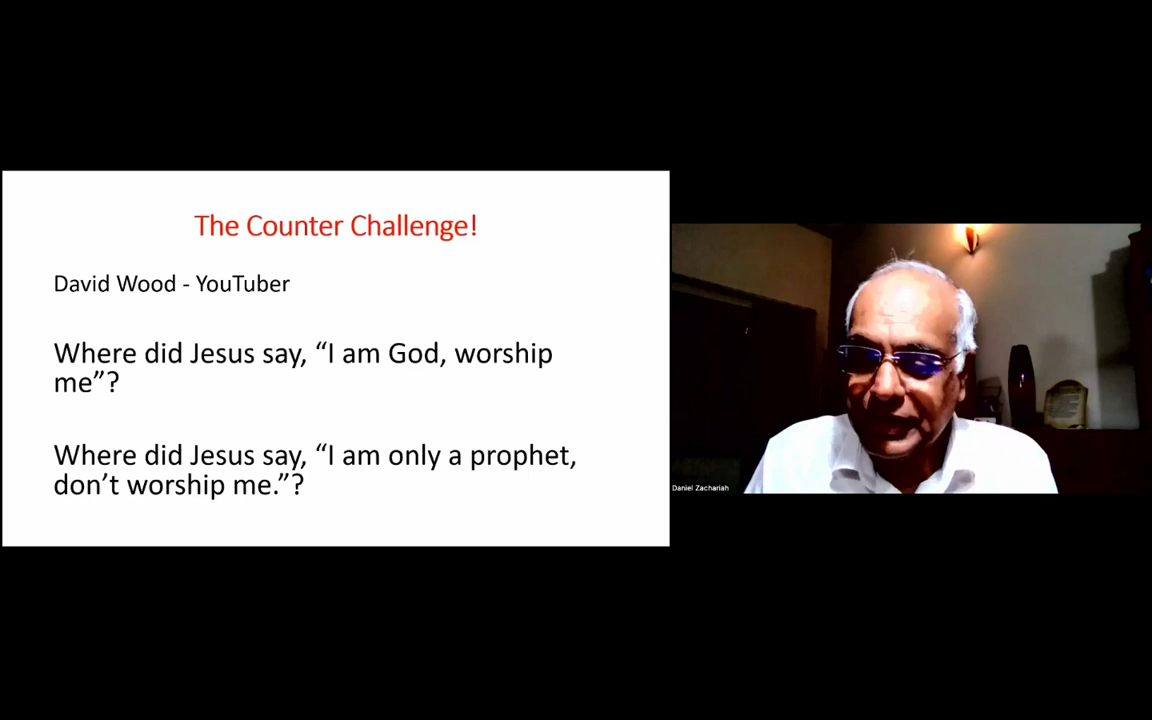 The Counter Challenge!
David Wood - YouTuber
Where did Jesus say, “I am God, worship
me”?
Where did Jesus say, “I am only a prophet,
don’t worship me.”?
Daniel Zachariah